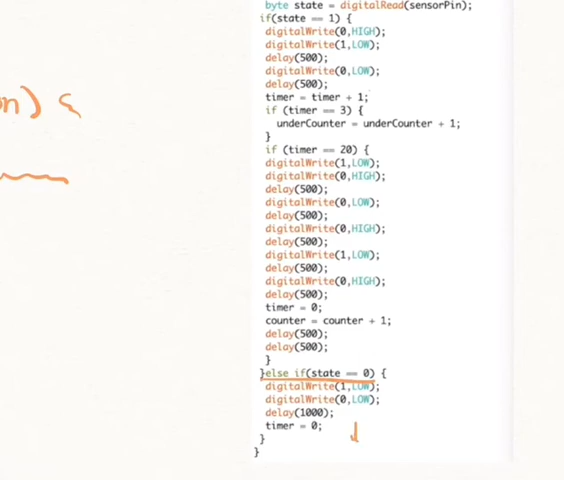 byte state = digitalRead(sensorPin);
if(state == 1) {
digitalWrite(0,HIGH);
digitalWrite(1,LOW);
delay(500);
digitalWrite(0,LOW);
delay(500);
timer = timer + 1;
if (timer == 3) {
underCounter = underCounter + 1;
}
if (timer == 20) {
digitalWrite(1,LOW);
digitalWrite(0,HIGH);
delay(500);
digitalWrite(0,LOW);
delay(500);
digitalWrite(0,HIGH);
delay(500);
digitalWrite(1,LOW);
delay(500);
digitalWrite(0,HIGH);
delay(500);
timer = 0;
counter = counter + 1;
delay(500);
delay(500);
}
}else if(state == 0) {
digitalWrite(1,LOW);
digitalWrite(0,LOW);
delay(1000);
timer = 0;
}
}